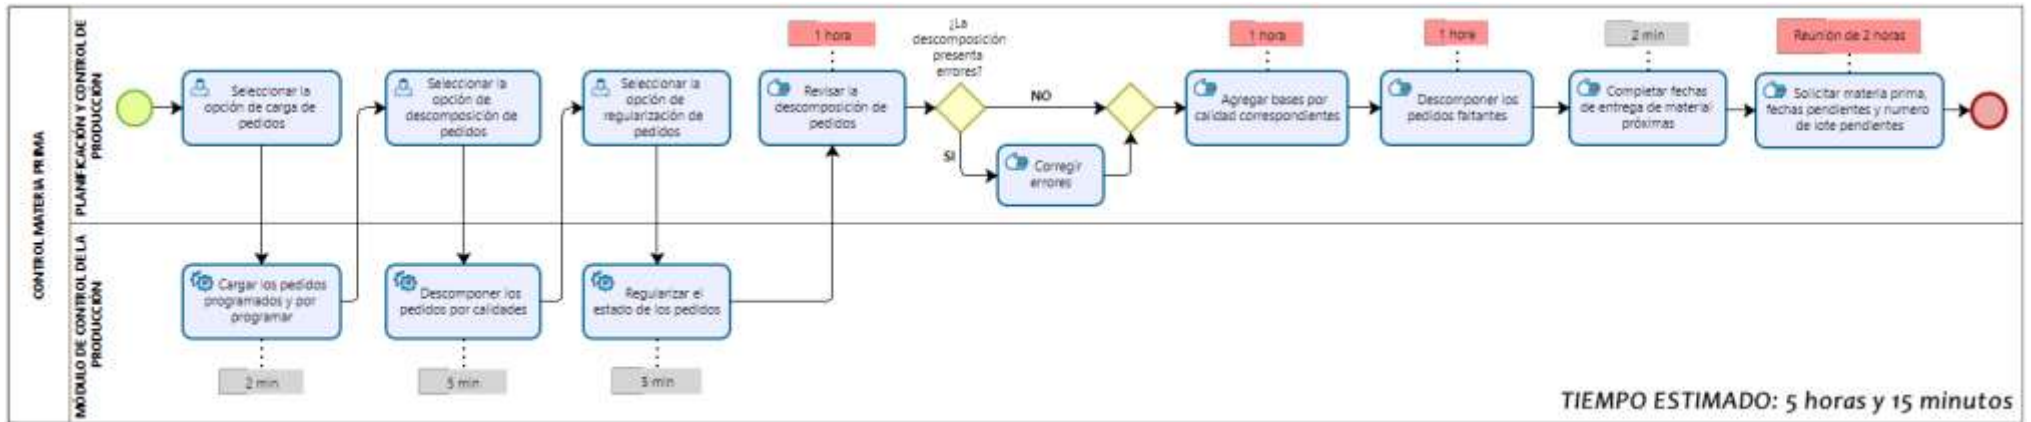 CONTROL MATERIA PRIMA
PLANIFICACIÓN Y CONTROL DE
PRODUCCIÓN
Seleccionar la
opción de carga de
pedidos
Seleccionar la
opción de
descomposición de
pedidos
Seleccionar la
opción de
regularización de
pedidos
1 hora
Revisar la
descomposición de
pedidos
¿La
descomposición
presenta
errores?
NO
SI
Corregir
errores
1 hora
Agregar bases por
calidad correspondientes
1 hora
Descomponer los
pedidos faltantes
2 min
Completar fechas
de entrega de material
próximas
Reunión de 2 horas
Solicitar materia prima,
fechas pendientes y numero
de lote pendientes
MÓDULO DE CONTROL DE LA
PRODUCCIÓN
Cargar los pedidos
programados y por
programar
2 min
Descomponer los
pedidos por calidades
5 min
Regularizar el
estado de los pedidos
min
TIEMPO ESTIMADO: 5 horas y 15 minutos